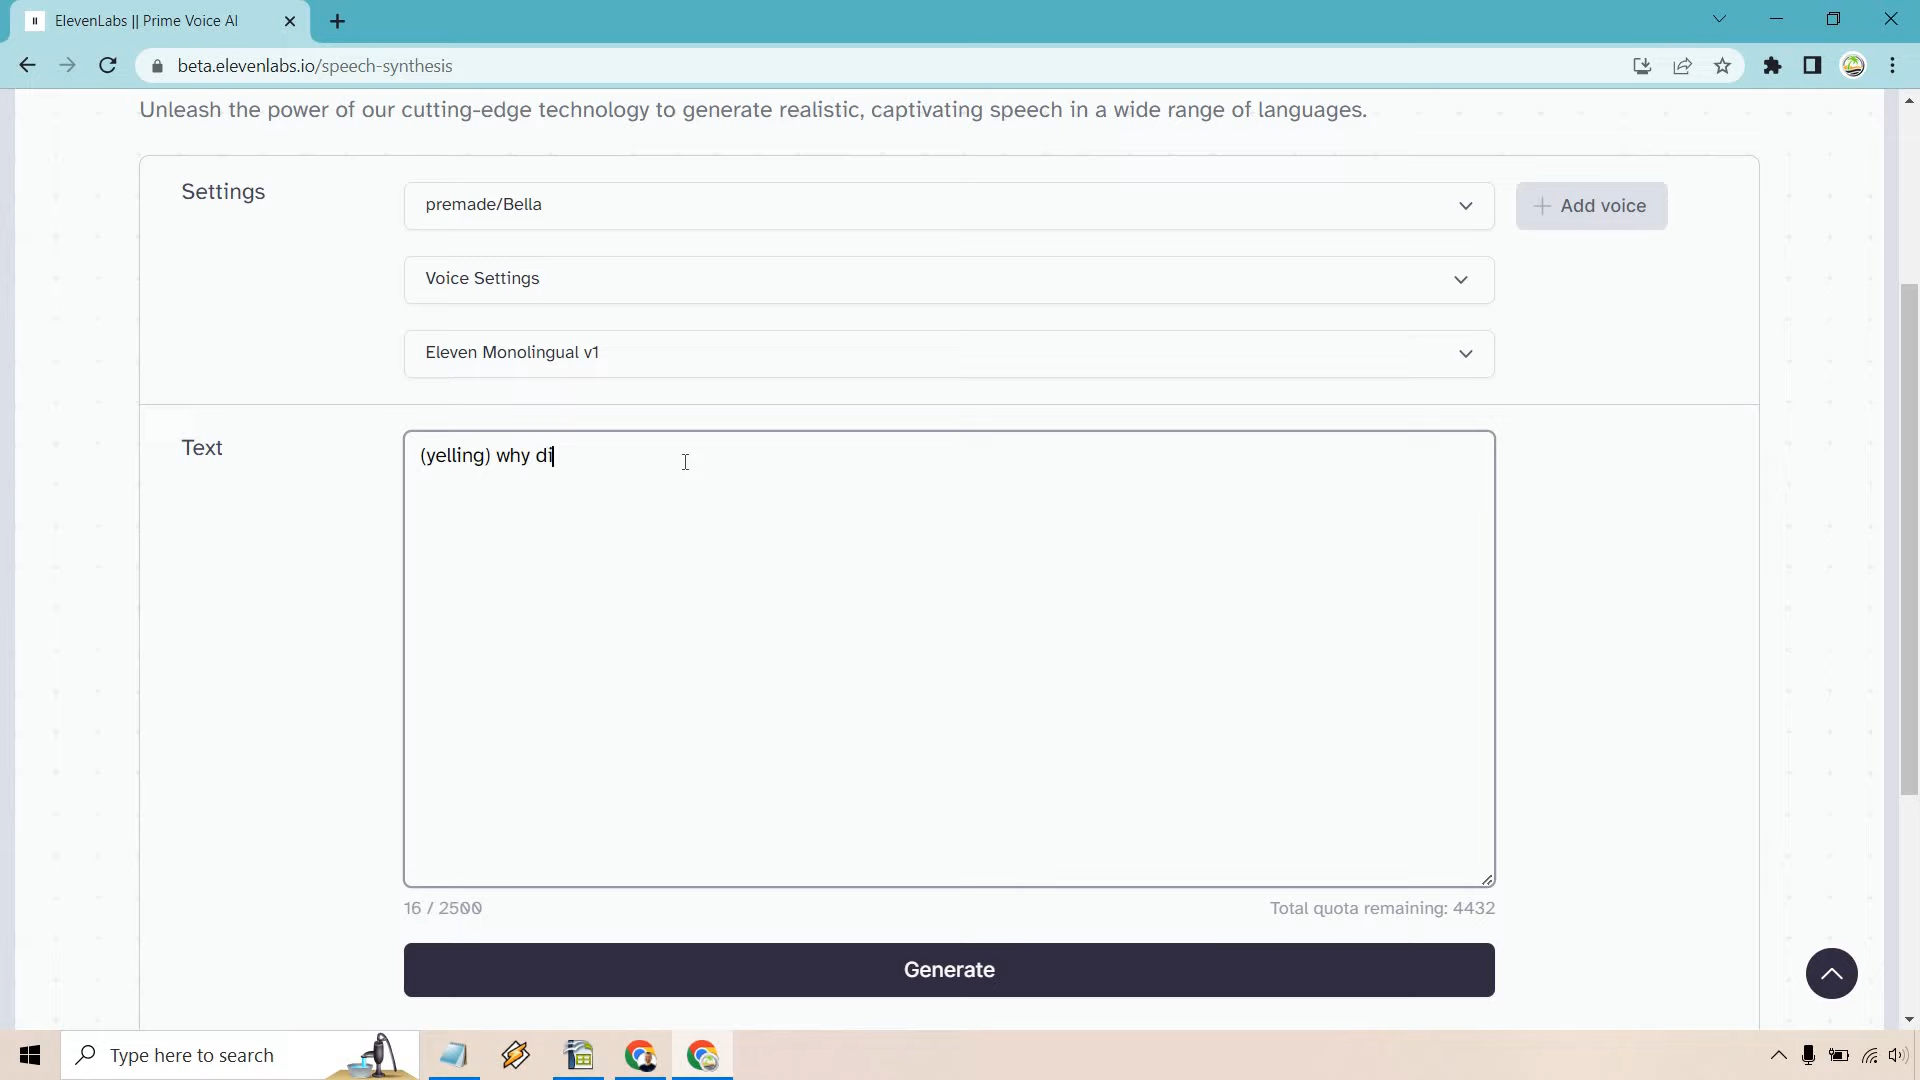 ElevenLabs || Prime Voice AI
beta.elevenlabs.io/speech-synthesis
Unleash the power of our cutting-edge technology to generate realistic, captivating speech in a wide range of languages.
Settings
premade/Bella
Add voice
Voice Settings
Eleven Monolingual v1
Text
(yelling) why di
16 / 2500
Total quota remaining: 4432
Generate
Type here to search